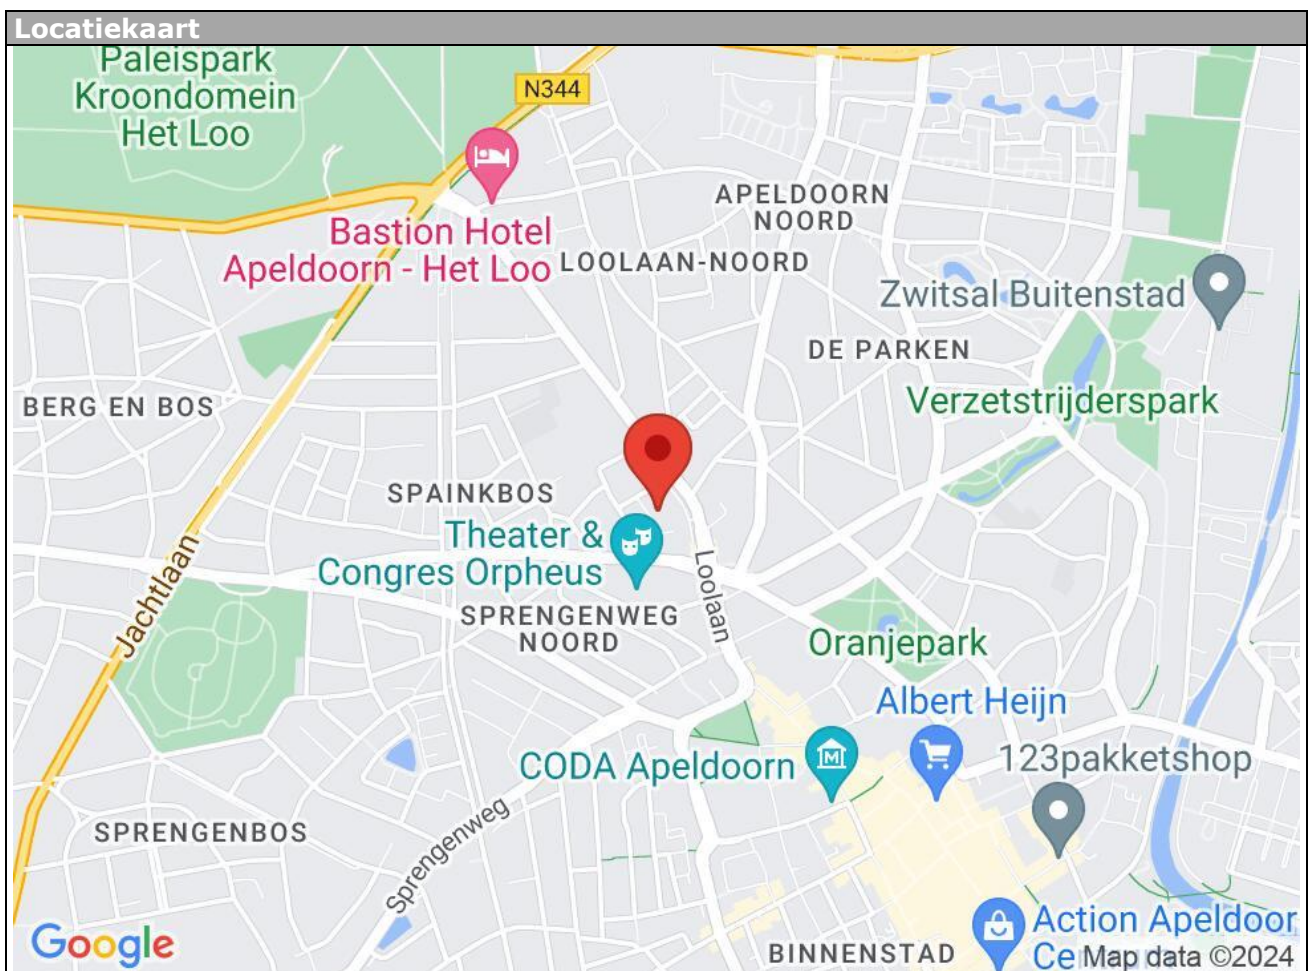 Locatiekaart
Paleispark
Kroondomein
Het Loo
N344
APELDOORN
NOORD
Bastion Hotel
Apeldoorn - Het Loo
LOOLAAN-NOORD
Zwitsal Buitenstad
DE PARKEN
BERG EN BOS
Verzetstrijderspark
SPAINKBOS
Theater &
Congres Orpheus
Loolaan
Jachtlaan
SPRENGENWEG
NOORD
Oranjepark
Albert Heijn
CODA Apeldoorn
M
123pakketshop
SPRENGENBOS
Sprengenweg
Action Apeldoor
Google
BINNENSTAD
Ce
Map data ©2024